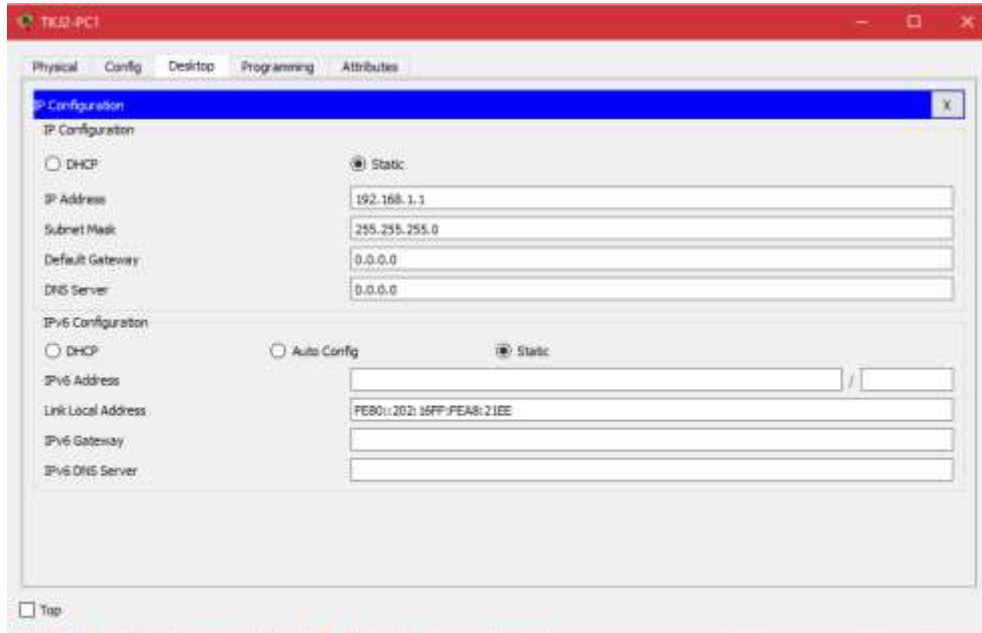 TKJ2-PC1
Physical Config Desktop Programming Attributes
IP Configuration X
IP Configuration
DHCP Static
IP Address 192.168.1.1
Subnet Mask 255.255.255.0
Default Gateway 0.0.0.0
DNS Server 0.0.0.0
IPv6 Configuration
DHCP Auto Config Static
IPv6 Address /
Link Local Address FE80::202:16FF:FEA8:21EE
IPv6 Gateway
IPv6 DNS Server
Top